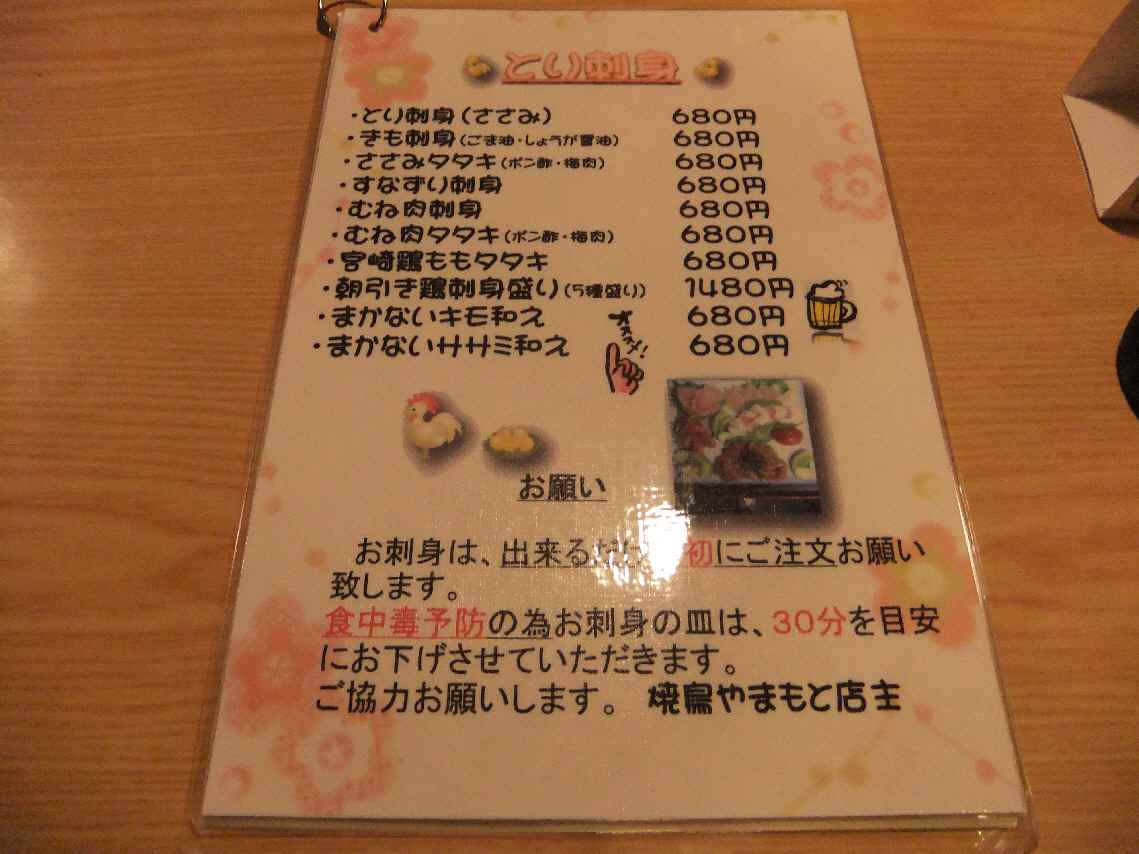 とり刺身
・とり刺身(ささみ) 680円
・きも刺身(ごま油・しょうが醤油) 680円
・ささみタタキ(ポン酢・梅肉) 680円
・すなずり刺身 680円
・むね肉刺身 680円
・むね肉タタキ(ポン酢・梅肉) 680円
・宮崎鶏ももタタキ 680円
・朝引き鶏刺身盛り(5種盛り) 1480円
・まかないキモ和え 680円
・まかないササミ和え 680円
オススメ!
お願い
お刺身は、出来るだけ 初にご注文お願い
致します。
食中毒予防の為お刺身の皿は、30分を目安
にお下げさせていただきます。
ご協力お願いします。 焼鳥やまもと店主